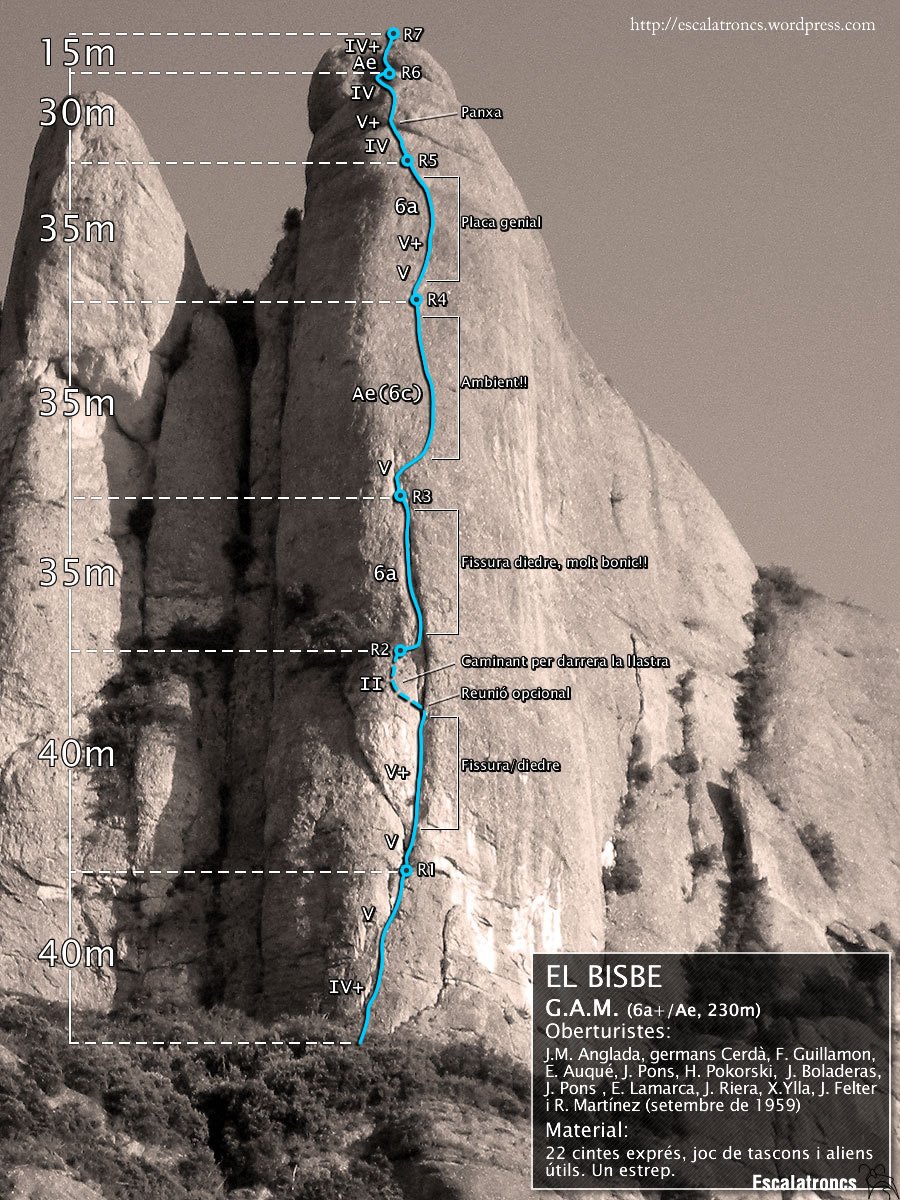 http://escalatroncs.wordpress.com
R7
15m
IV+
Ae
R6
IV
30m
Panxa
V+
IV
R5
6a
35m
Placa genial
V+
V
R4
Ambient!!
35m
Ae(6c)
V
R3
35m
6a
Fissura diedre, molt bonic!!
R2
Caminant per darrera la llastra
II
Reunió opcional
40m
Fissura/diedre
V+
V
R1
V
40m
IV+
EL BISBE
G.A.M. (6a+/Ae, 230m)
Oberturistes:
J.M. Anglada, germans Cerdà, F. Guillamon,
E. Auqué, J. Pons, H. Pokorski, J. Boladeras,
J. Pons , E. Lamarca, J. Riera, X.Ylla, J. Felter
i R. Martínez (setembre de 1959)
Material:
22 cintes exprés, joc de tascons i aliens
útils. Un estrep.
Escalatroncs